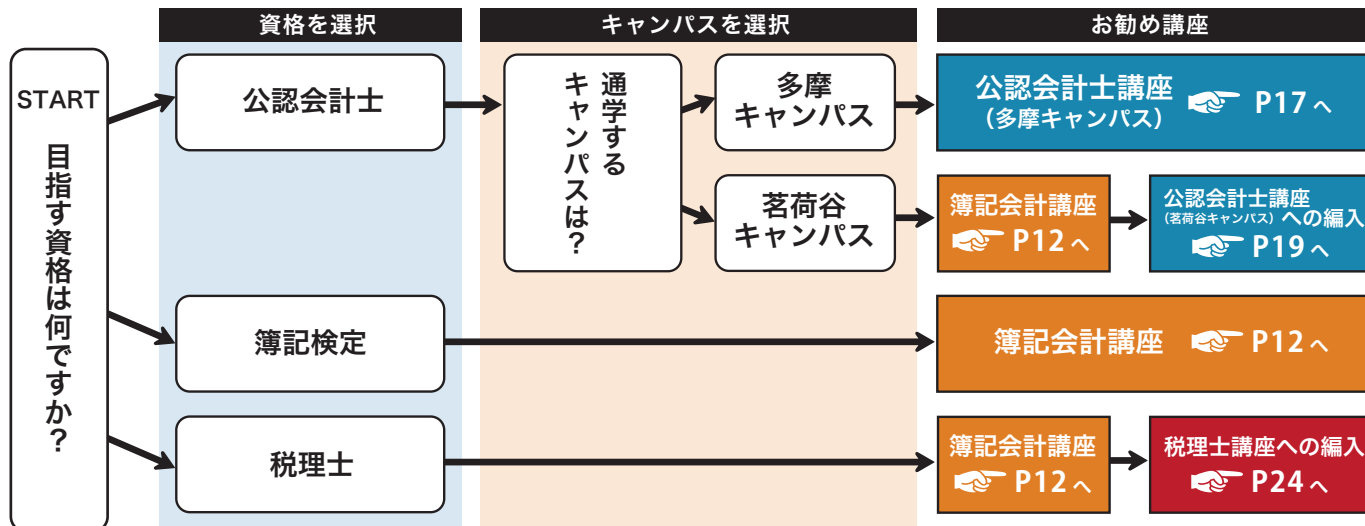 資格を選択
キャンパスを選択
お勧め講座
START
目指す資格は何ですか？
公認会計士
通学する
キャンパスは？
多摩
キャンパス
公認会計士講座
（多摩キャンパス）
P17へ
茗荷谷
キャンパス
簿記会計講座
P12へ
公認会計士講座
（茗荷谷キャンパス）への編入
P19へ
簿記検定
簿記会計講座 P12へ
税理士
簿記会計講座
P12へ
税理士講座への編入
P24へ